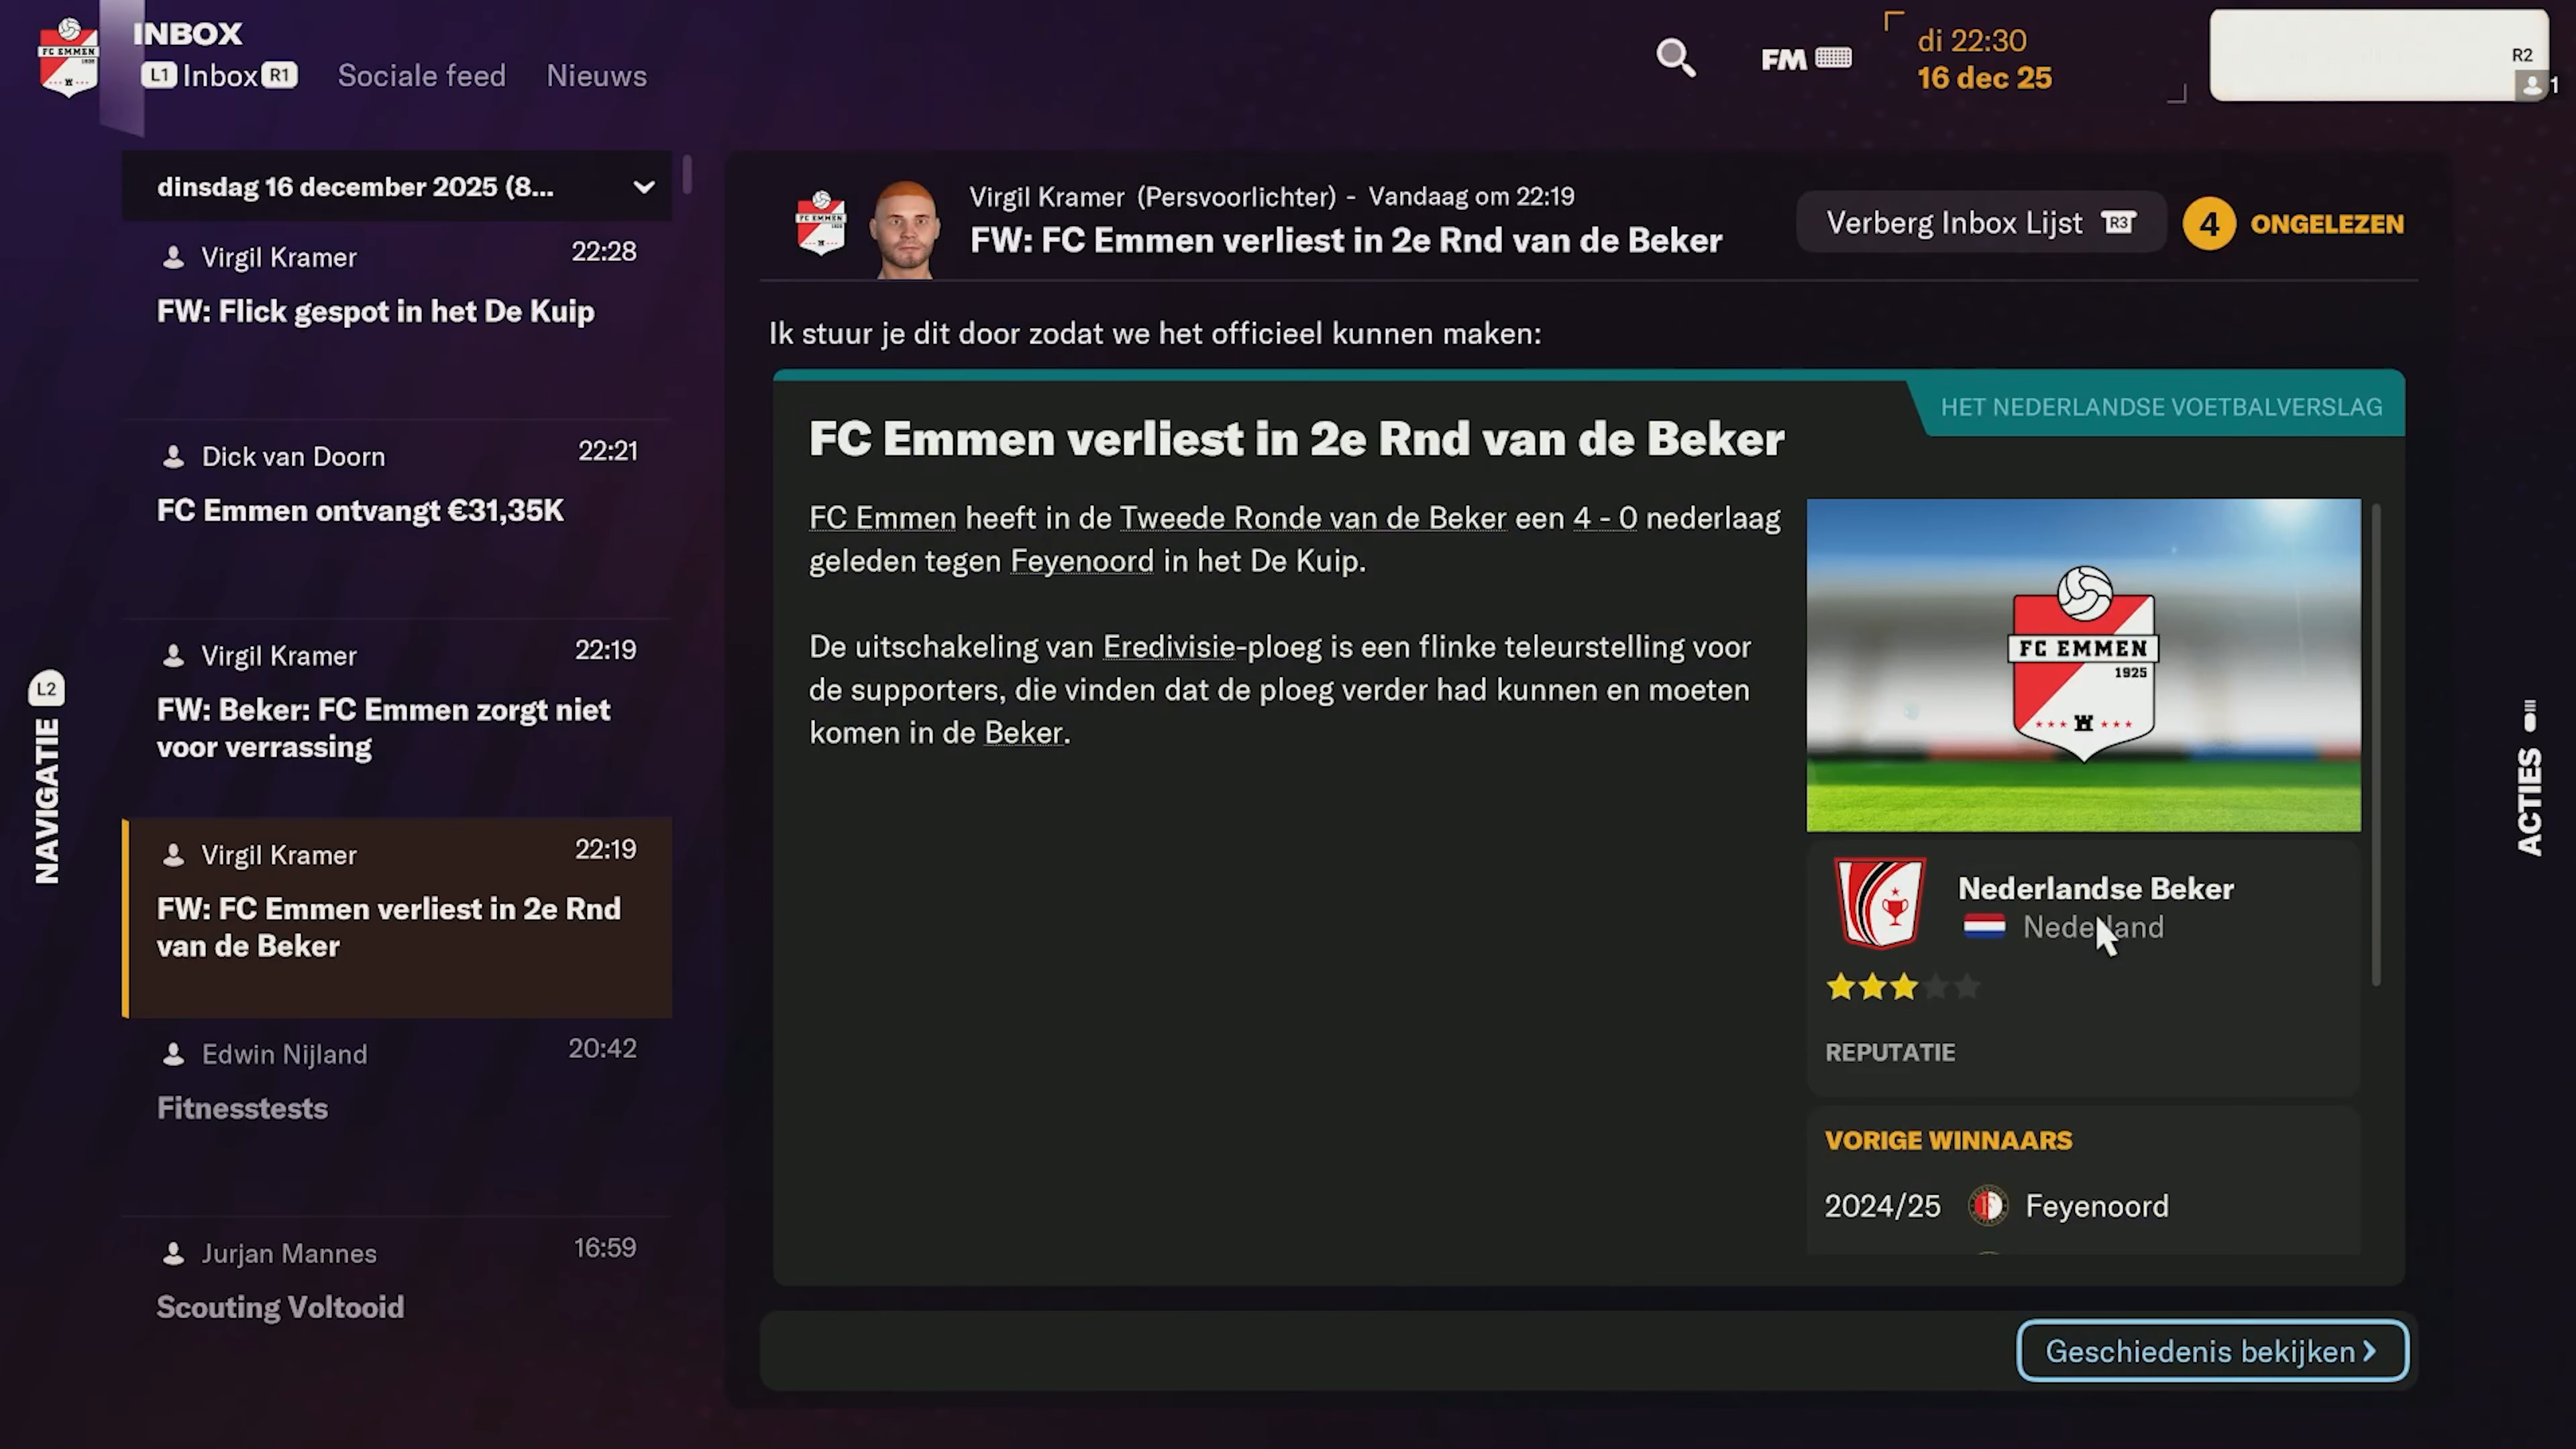 INBOX
L1 Inbox R1
Sociale feed
Nieuws
FM
di 22:30
16 dec 25
R2
1
FC EMMEN
dinsdag 16 december 2025 (8...
Virgil Kramer 22:28
FW: Flick gespot in het De Kuip
Dick van Doorn 22:21
FC Emmen ontvangt €31,35K
Virgil Kramer 22:19
FW: Beker: FC Emmen zorgt niet
voor verrassing
Virgil Kramer 22:19
FW: FC Emmen verliest in 2e Rnd
van de Beker
Edwin Nijland 20:42
Fitnesstests
Jurjan Mannes 16:59
Scouting Voltooid
NAVIGATIE L2
FC EMMEN
Virgil Kramer (Persvoorlichter) - Vandaag om 22:19
FW: FC Emmen verliest in 2e Rnd van de Beker
Verberg Inbox Lijst R3
4 ONGELEZEN
Ik stuur je dit door zodat we het officieel kunnen maken:
HET NEDERLANDSE VOETBALVERSLAG
FC Emmen verliest in 2e Rnd van de Beker
FC Emmen heeft in de Tweede Ronde van de Beker een 4 - 0 nederlaag
geleden tegen Feyenoord in het De Kuip.
De uitschakeling van Eredivisie-ploeg is een flinke teleurstelling voor
de supporters, die vinden dat de ploeg verder had kunnen en moeten
komen in de Beker.
FC EMMEN
1925
Nederlandse Beker
Nederland
REPUTATIE
VORIGE WINNAARS
2024/25 Feyenoord
Geschiedenis bekijken
ACTIES